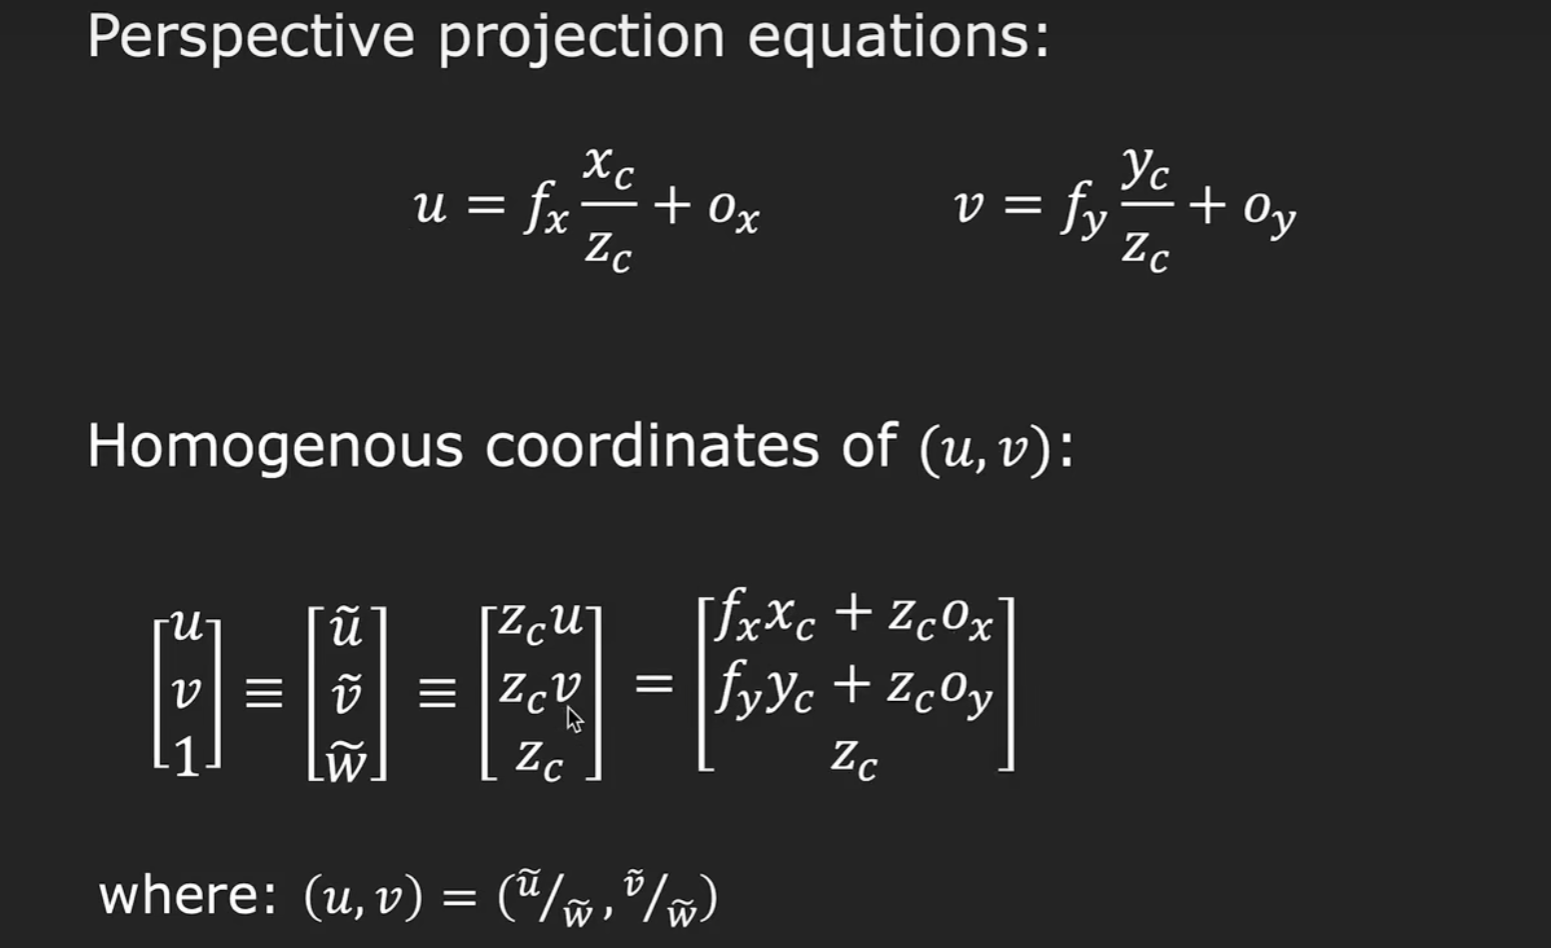 Perspective projection equations:
u = f_x x_c/z_c + o_x v = f_y y_c/z_c + o_y
Homogenous coordinates of (u, v):
[u v 1] ≡ [ũ ṽ w̃] ≡ [z_c u z_c v z_c] = [f_x x_c + z_c o_x f_y y_c + z_c o_y z_c]
where: (u, v) = (ũ/w̃, ṽ/w̃)